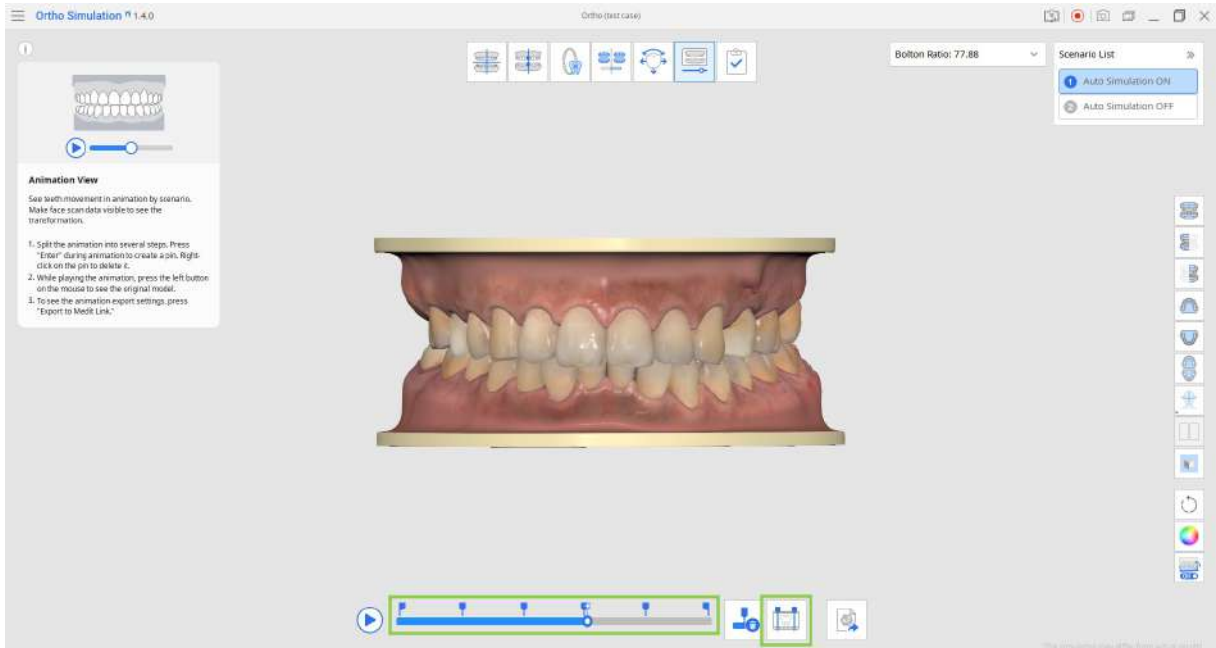 Ortho Simulation 1.4.0
Ortho (test case)
Bolton Ratio: 77.88
Scenario List
1 Auto Simulation ON
2 Auto Simulation OFF
Animation View
See teeth movement in animation by scenario.
Make face scan data visible to see the
transformation.
1. Split the animation into several steps. Press
"Enter" during animation to create a pin. Right-
click on the pin to delete it.
2. While playing the animation, press the left button
on the mouse to see the original model.
3. To see the animation export settings, press
"Export to Medit Link."